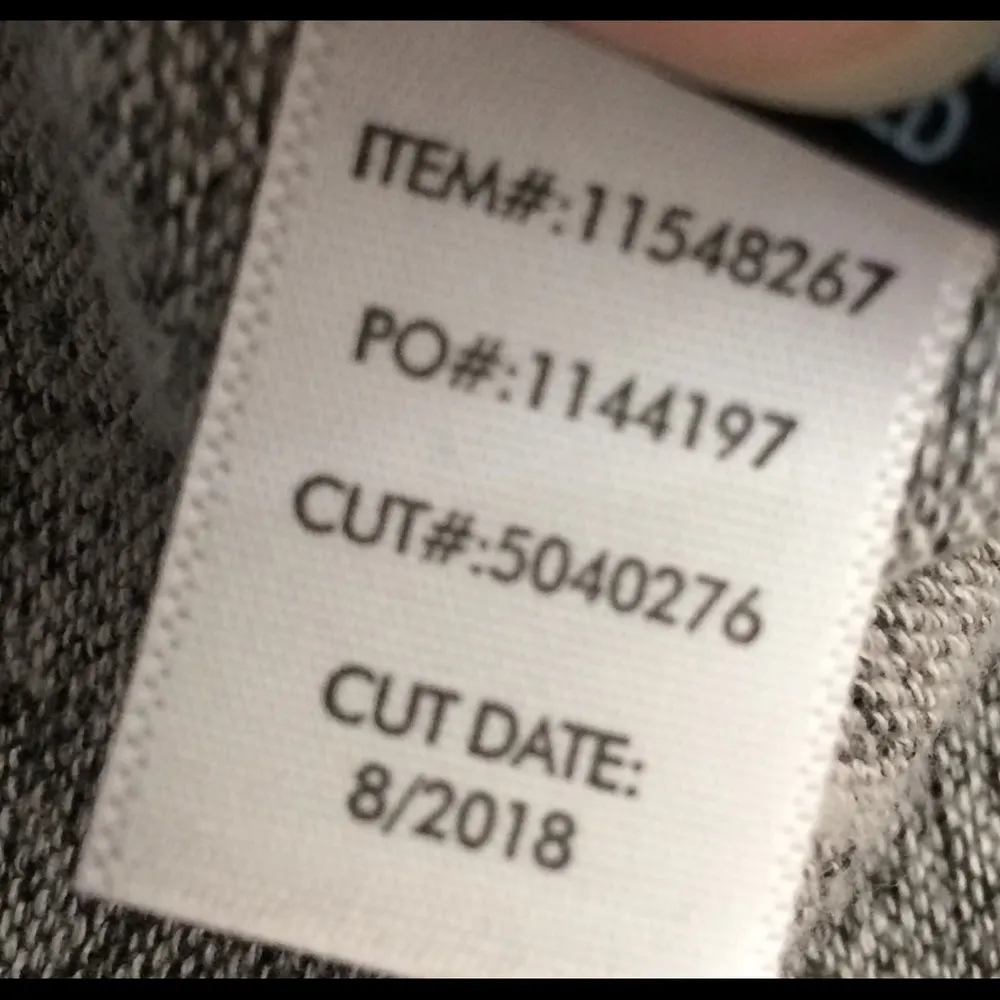 ITEM#:11548267
PO#:1144197
CUT#:5040276
CUT DATE:
8/2018